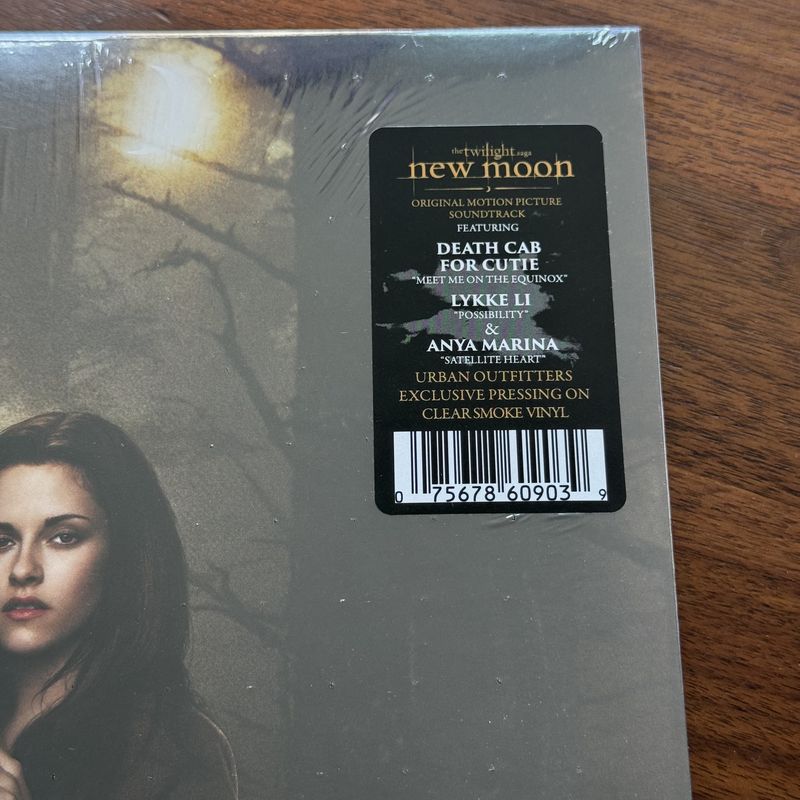 the twilight saga
new moon
ORIGINAL MOTION PICTURE
SOUNDTRACK
FEATURING
DEATH CAB
FOR CUTIE
"MEET ME ON THE EQUINOX"
LYKKE LI
"POSSIBILITY"
&
ANYA MARINA
"SATELLITE HEART"
URBAN OUTFITTERS
EXCLUSIVE PRESSING ON
CLEAR SMOKE VINYL
0 75678 60903 9